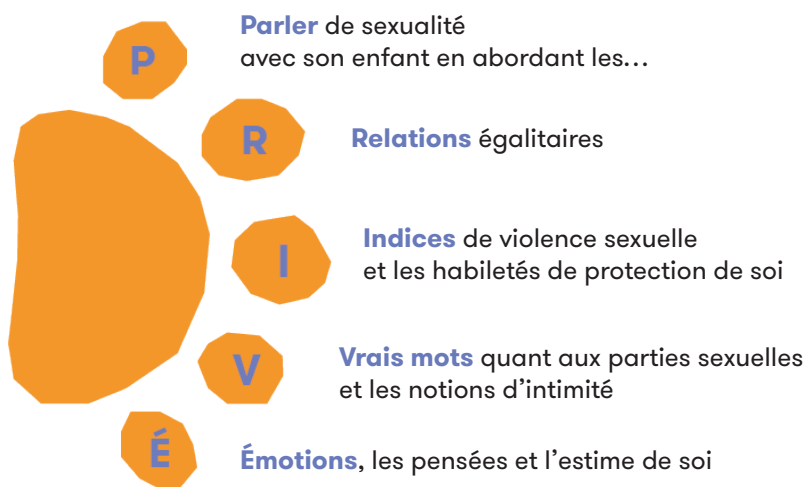 P
Parler de sexualité
avec son enfant en abordant les...
R
Relations égalitaires
I
Indices de violence sexuelle
et les habiletés de protection de soi
V
Vrais mots quant aux parties sexuelles
et les notions d’intimité
É
Émotions, les pensées et l’estime de soi